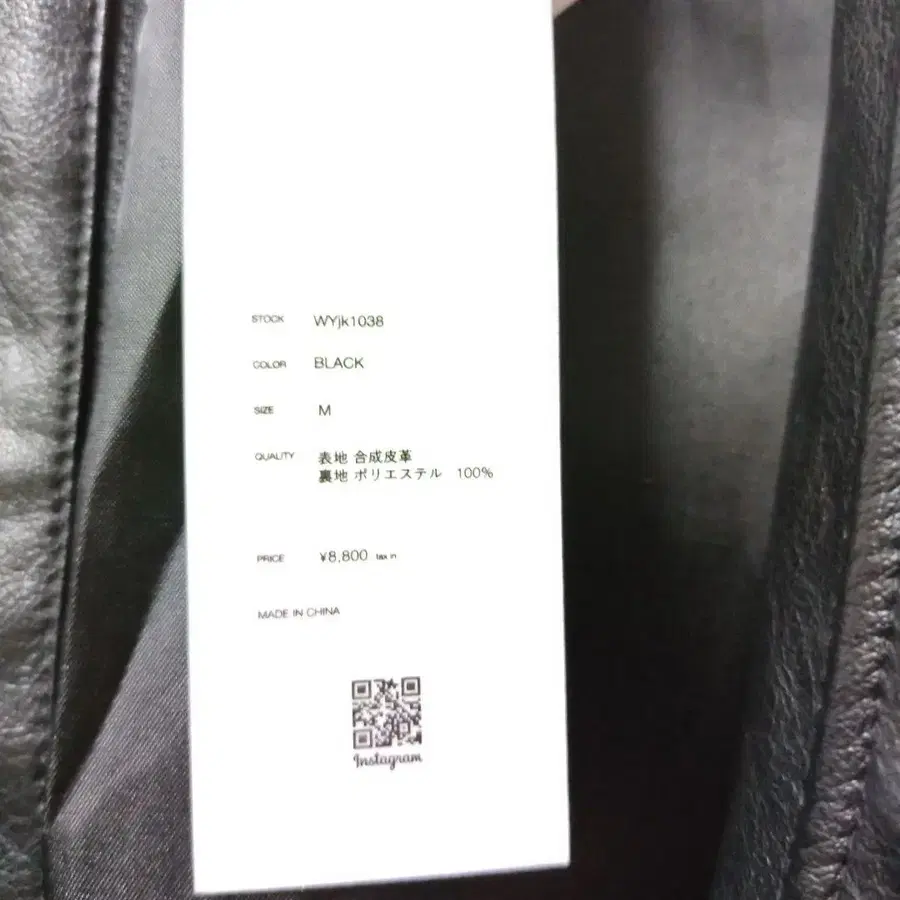 STOCK WYjk1038
COLOR BLACK
SIZE M
QUALITY 表地 合成皮革
裏地 ポリエステル 100%
PRICE ¥8,800 tax in
MADE IN CHINA
Instagram